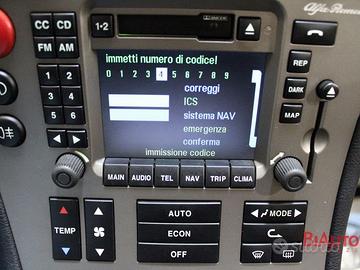 Alfa Romeo
DOLBY
CC CD
1•2
FM AM
immetti numero di codice!
0 1 2 3 4 5 6 7 8 9
correggi
ICS
sistema NAV
emergenza
conferma
immissione codice
1 2
3 4
5 6
REP
DARK
MAP
MAIN AUDIO TEL NAV TRIP CLIMA
TEMP
AUTO
ECON
OFF
MODE
BiAuto